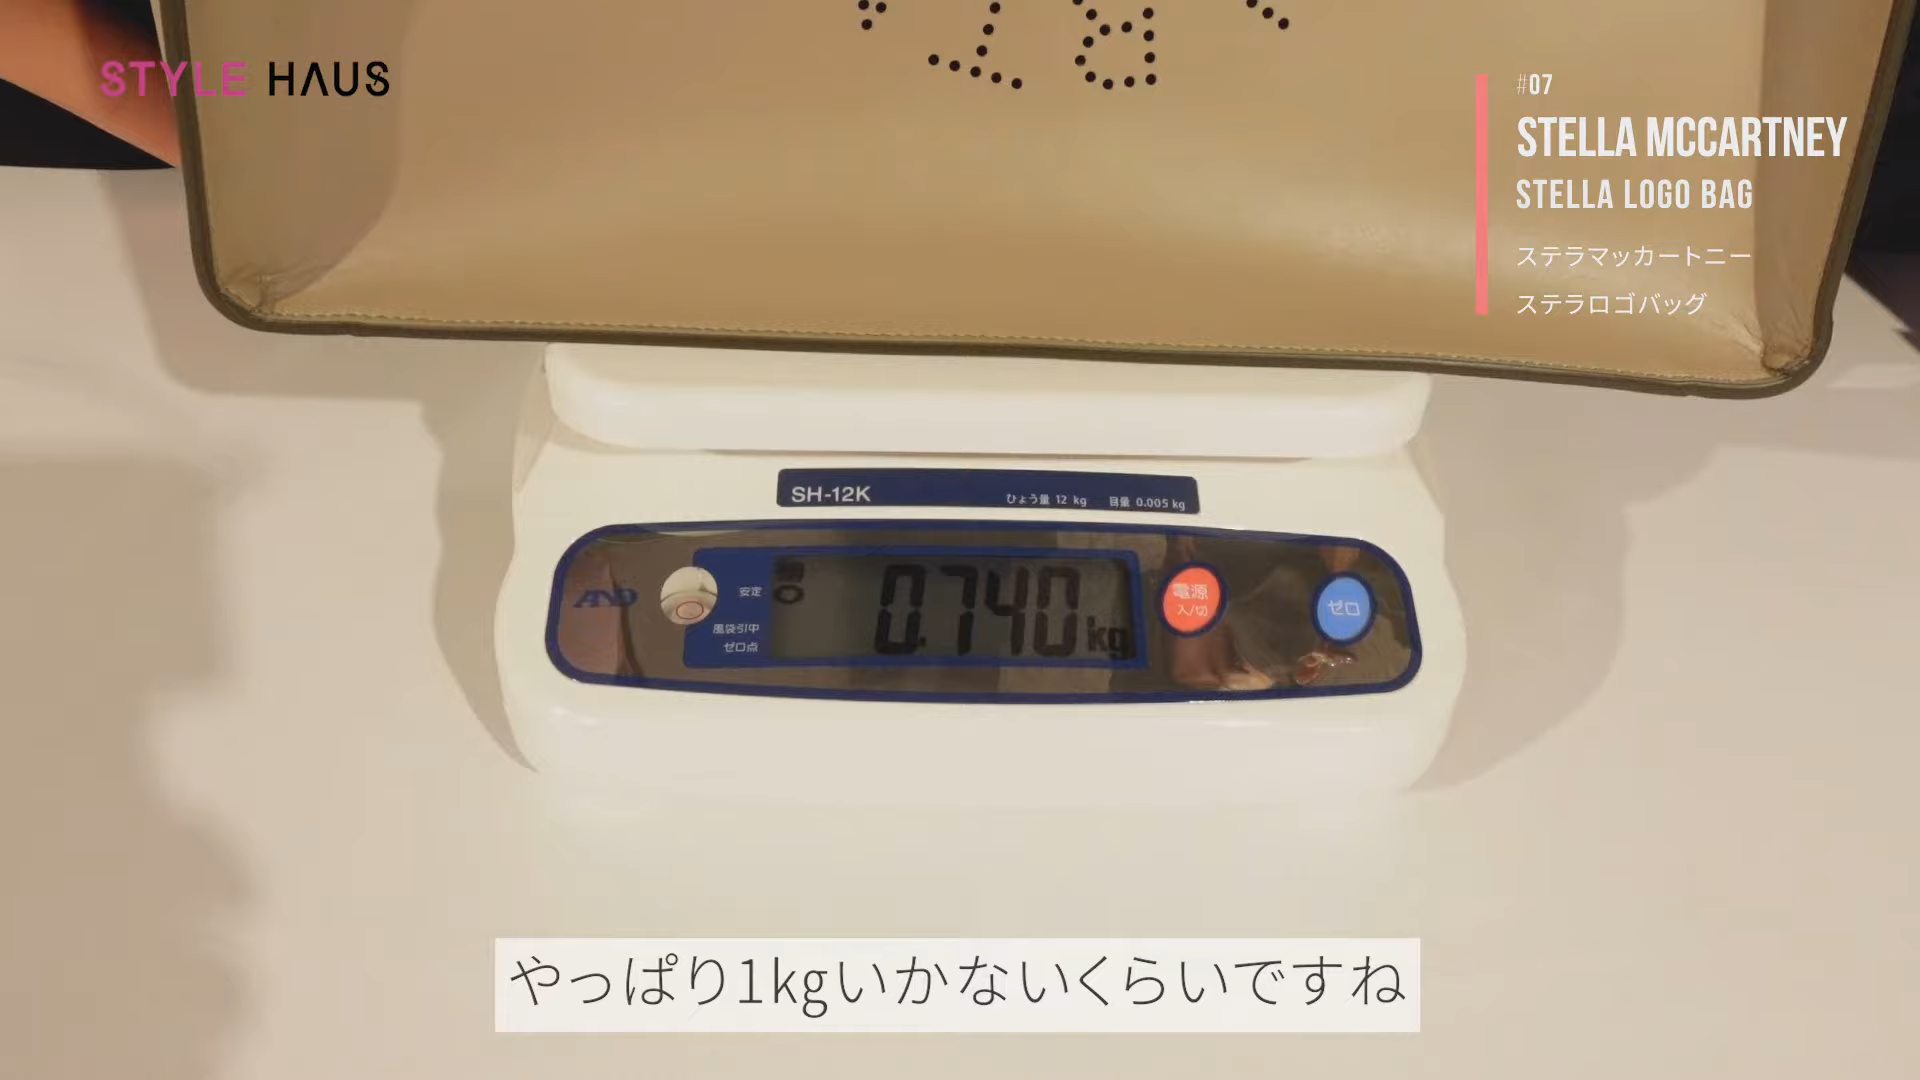 STYLE HAUS
#07
STELLA MCCARTNEY
STELLA LOGO BAG
ステラマッカートニー
ステラロゴバッグ
SH-12K
ひょう量 12 kg 目量 0.005 kg
AND
安定
風袋引中
ゼロ点
0.740 kg
電源
入/切
ゼロ
やっぱり1kgいかないくらいですね